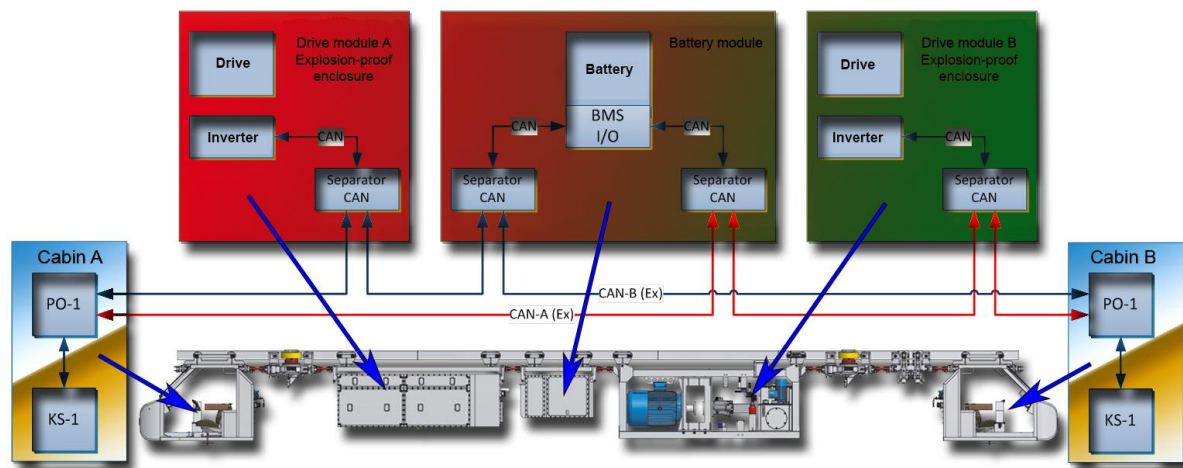 Drive module A
Explosion-proof
enclosure
Drive
Inverter
CAN
Separator
CAN
Battery module
Battery
BMS
I/O
CAN
CAN
Separator
CAN
Separator
CAN
Drive module B
Explosion-proof
enclosure
Drive
Inverter
CAN
Separator
CAN
Cabin A
PO-1
KS-1
CAN-B (Ex)
CAN-A (Ex)
Cabin B
PO-1
KS-1